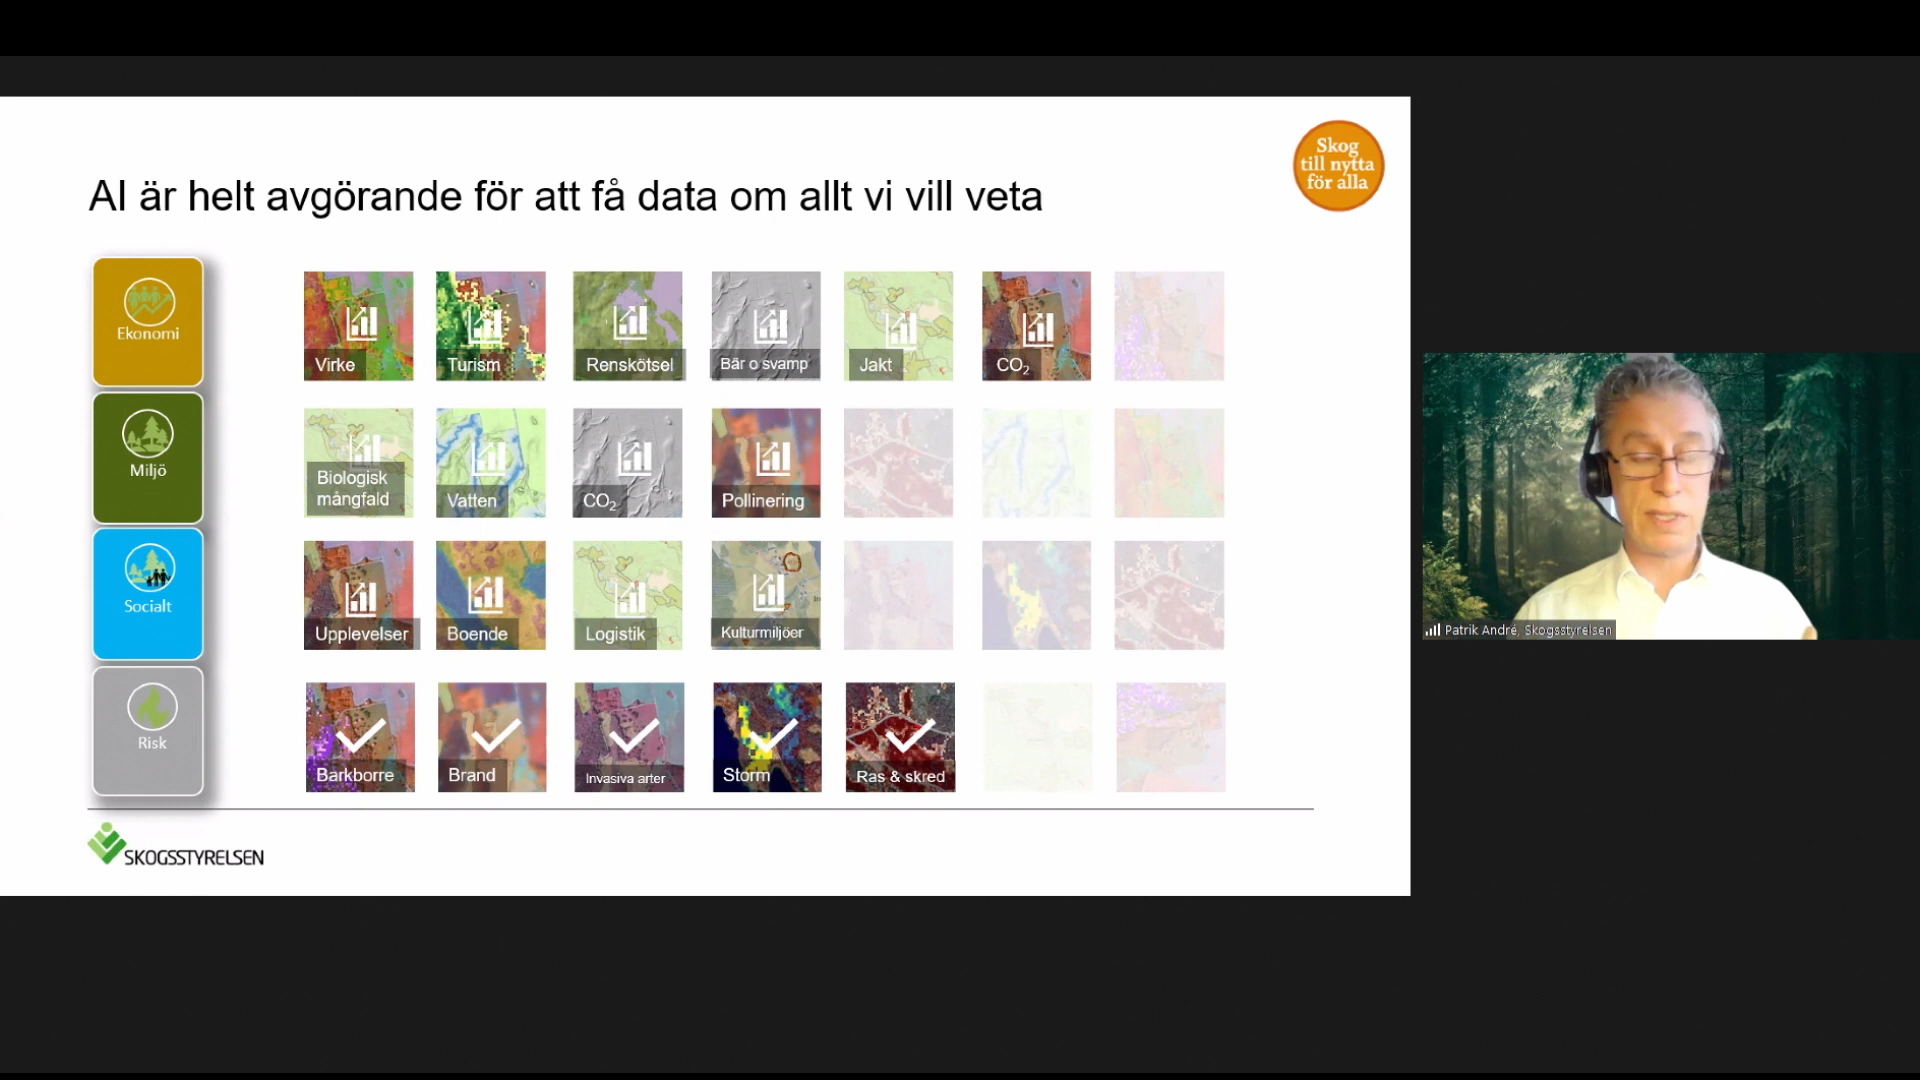 Skog
till nytta
för alla
AI är helt avgörande för att få data om allt vi vill veta
Ekonomi
Virke
Turism
Renskötsel
Bär o svamp
Jakt
CO₂
Miljö
Biologisk
mångfald
Vatten
CO₂
Pollinering
Socialt
Upplevelser
Boende
Logistik
Kulturmiljöer
Risk
Barkborre
Brand
Invasiva arter
Storm
Ras & skred
SKOGSSTYRELSEN
Patrik André, Skogsstyrelsen